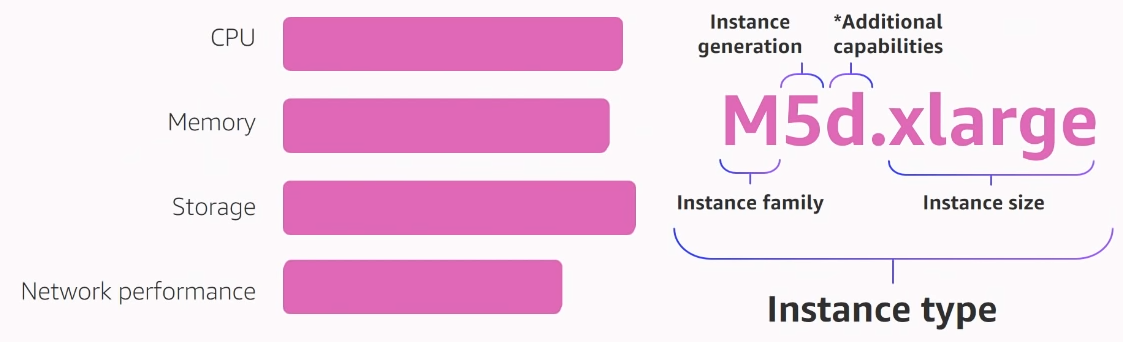 CPU
Memory
Storage
Network performance
Instance
generation
*Additional
capabilities
M5d.xlarge
Instance family
Instance size
Instance type